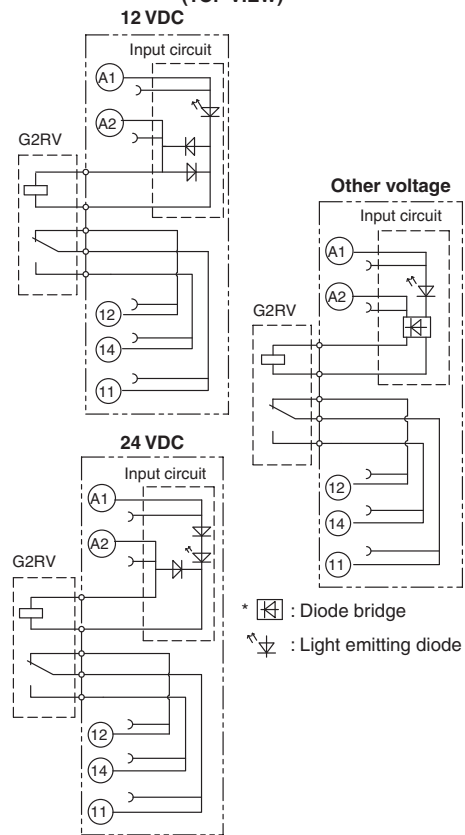 (TOP VIEW)
12 VDC
Input circuit
A1
A2
G2RV
12
14
11
Other voltage
Input circuit
A1
A2
G2RV
12
14
11
24 VDC
Input circuit
A1
A2
G2RV
12
14
11
* : Diode bridge
: Light emitting diode